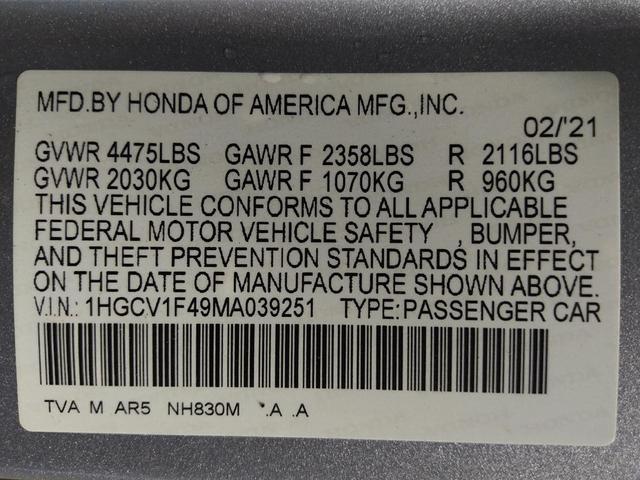 MFD.BY HONDA OF AMERICA MFG.,INC.
02/'21
GVWR 4475LBS GAWR F 2358LBS R 2116LBS
GVWR 2030KG GAWR F 1070KG R 960KG
THIS VEHICLE CONFORMS TO ALL APPLICABLE
FEDERAL MOTOR VEHICLE SAFETY , BUMPER,
AND THEFT PREVENTION STANDARDS IN EFFECT
ON THE DATE OF MANUFACTURE SHOWN ABOVE.
V.I.N.: 1HGCV1F49MA039251 TYPE:PASSENGER CAR
TVA M AR5 NH830M .A .A